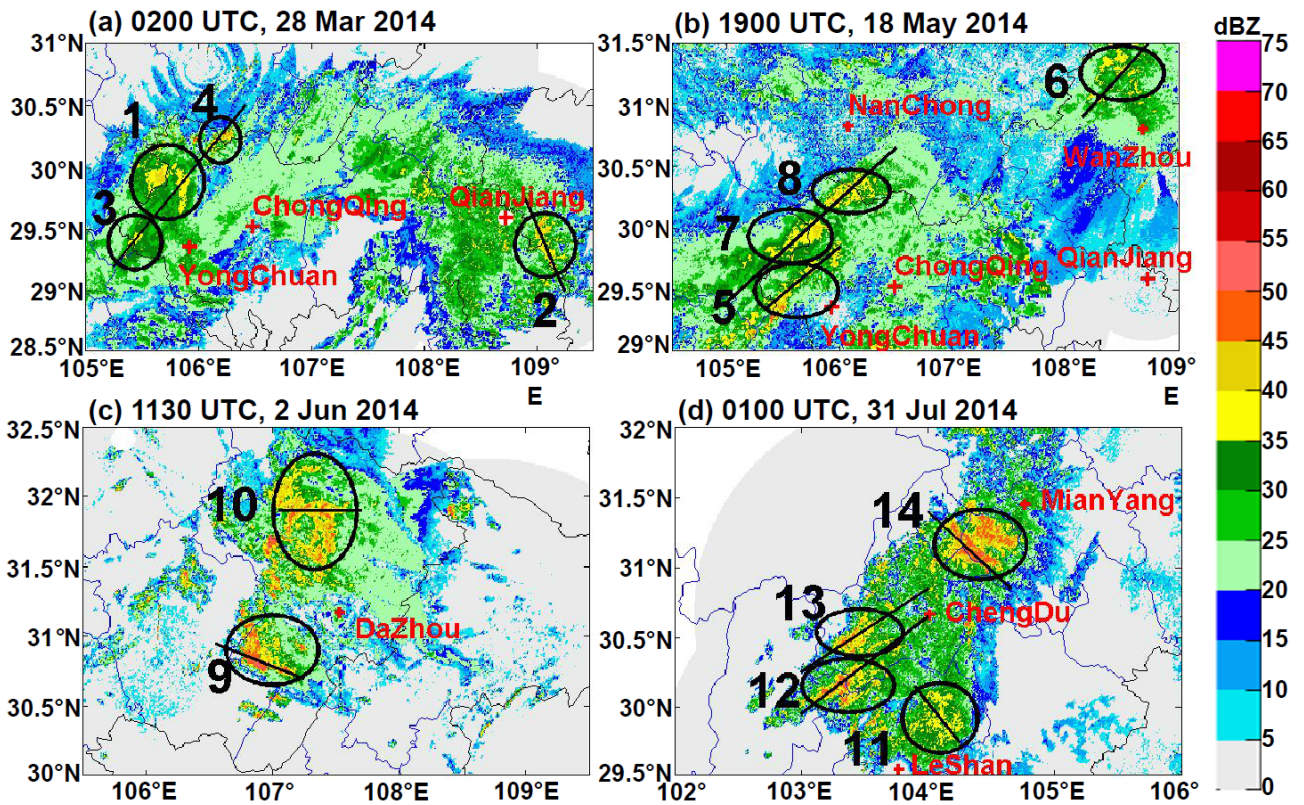 (a) 0200 UTC, 28 Mar 2014
31°N
30.5°
30°N
29.5°
29°N
28.5°
105°E
106°E
107°E
108°E
109°
E
1
4
3
2
ChongQing
QianJiang
YongChuan
(b) 1900 UTC, 18 May 2014
31.5°
31°N
30.5°
30°N
29.5°
29°N
105°E
106°E
107°E
108°E
109°
E
6
8
7
5
NanChong
WanZhou
ChongQing
QianJiang
YongChuan
dBZ
75
70
65
60
55
50
45
40
35
30
25
20
15
10
5
0
(c) 1130 UTC, 2 Jun 2014
32.5°
32°N
31.5°
31°N
30.5°
30°N
106°E
107°E
108°E
109°E
10
9
DaZhou
(d) 0100 UTC, 31 Jul 2014
32°N
31.5°
31°N
30.5°
30°N
29.5°
102°
103°E
104°E
105°E
106°
E
E
14
13
12
11
MianYang
ChengDu
LeShan